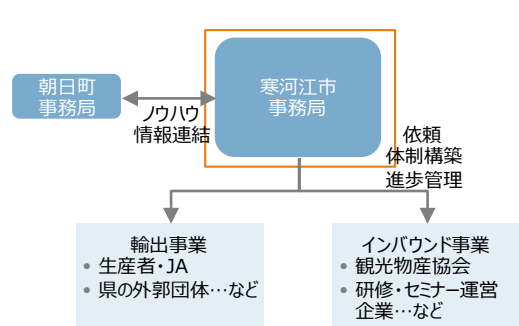 朝日町
事務局
寒河江市
事務局
ノウハウ
情報連結
依頼
体制構築
進歩管理
輸出事業
• 生産者・JA
• 県の外郭団体…など
インバウンド事業
• 観光物産協会
• 研修・セミナー運営
企業…など